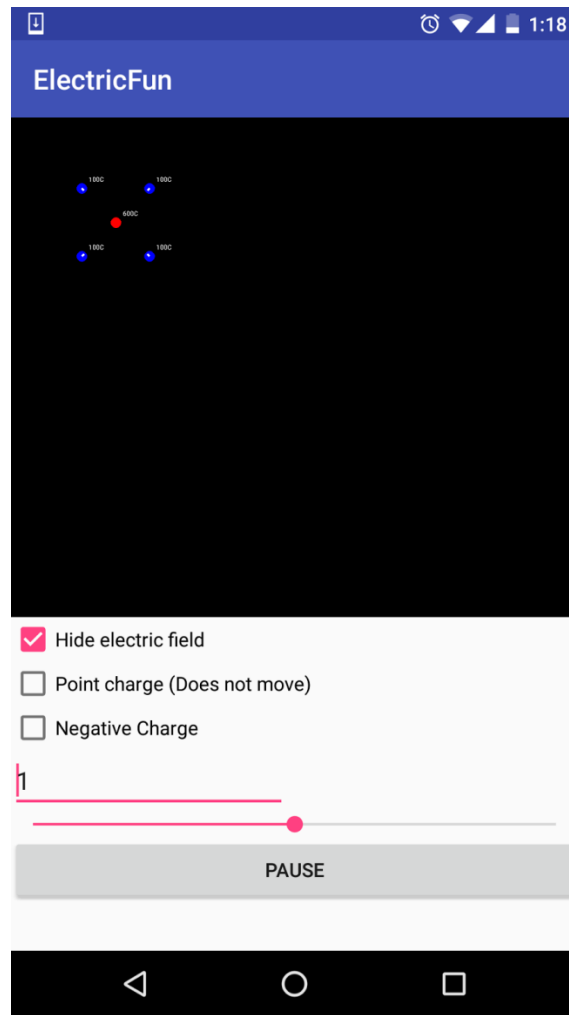 1:18
ElectricFun
100C 100C
600C
100C 100C
Hide electric field
Point charge (Does not move)
Negative Charge
1
PAUSE